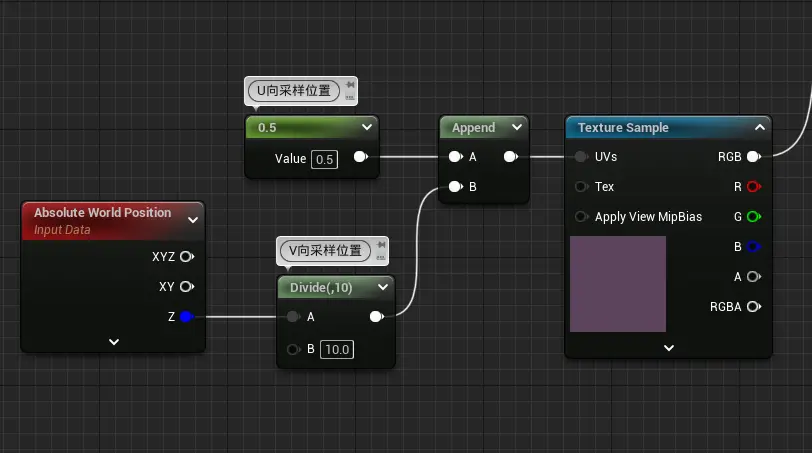 U向采样位置
0.5
Value 0.5
Append
A
B
Texture Sample
UVs
RGB
Tex
R
Apply View MipBias
G
B
A
RGBA
Absolute World Position
Input Data
XYZ
XY
Z
V向采样位置
Divide(,10)
A
B 10.0